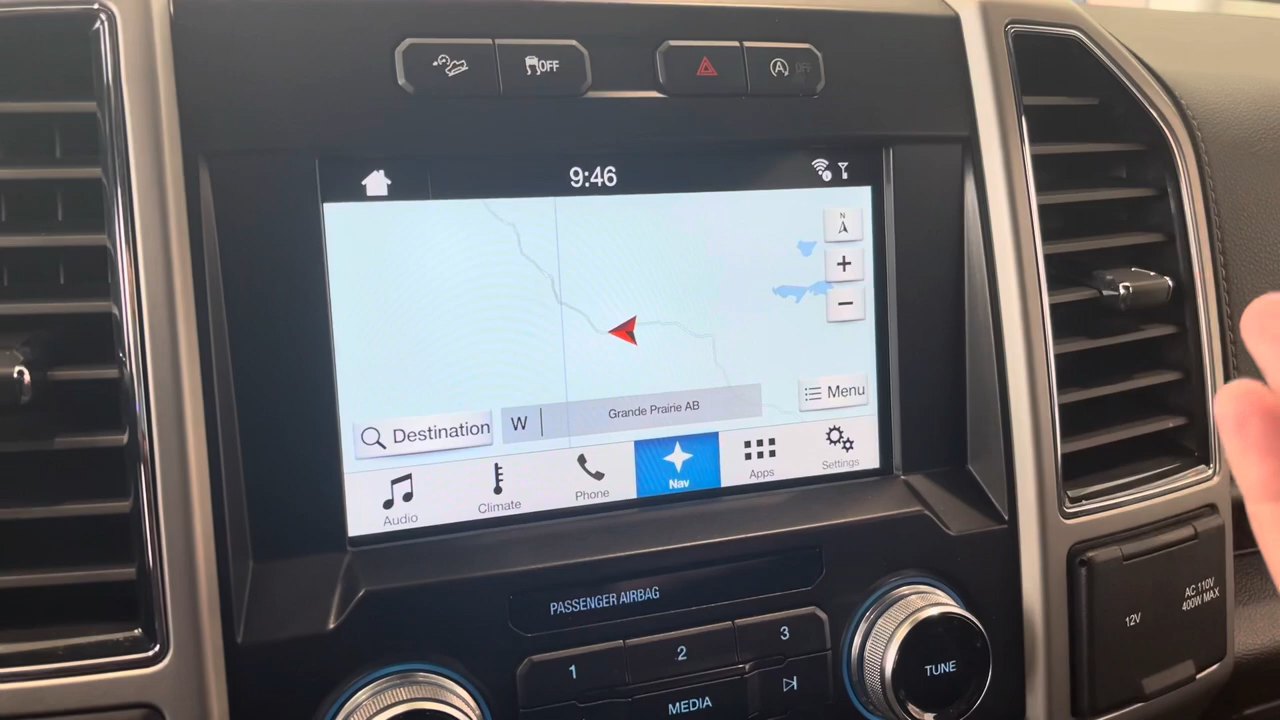 OFF
A OFF
9:46
N
+
−
Menu
Destination
W
Grande Prairie AB
Audio
Climate
Phone
Nav
Apps
Settings
PASSENGER AIRBAG
1
2
3
MEDIA
TUNE
12V
AC 110V
400W MAX